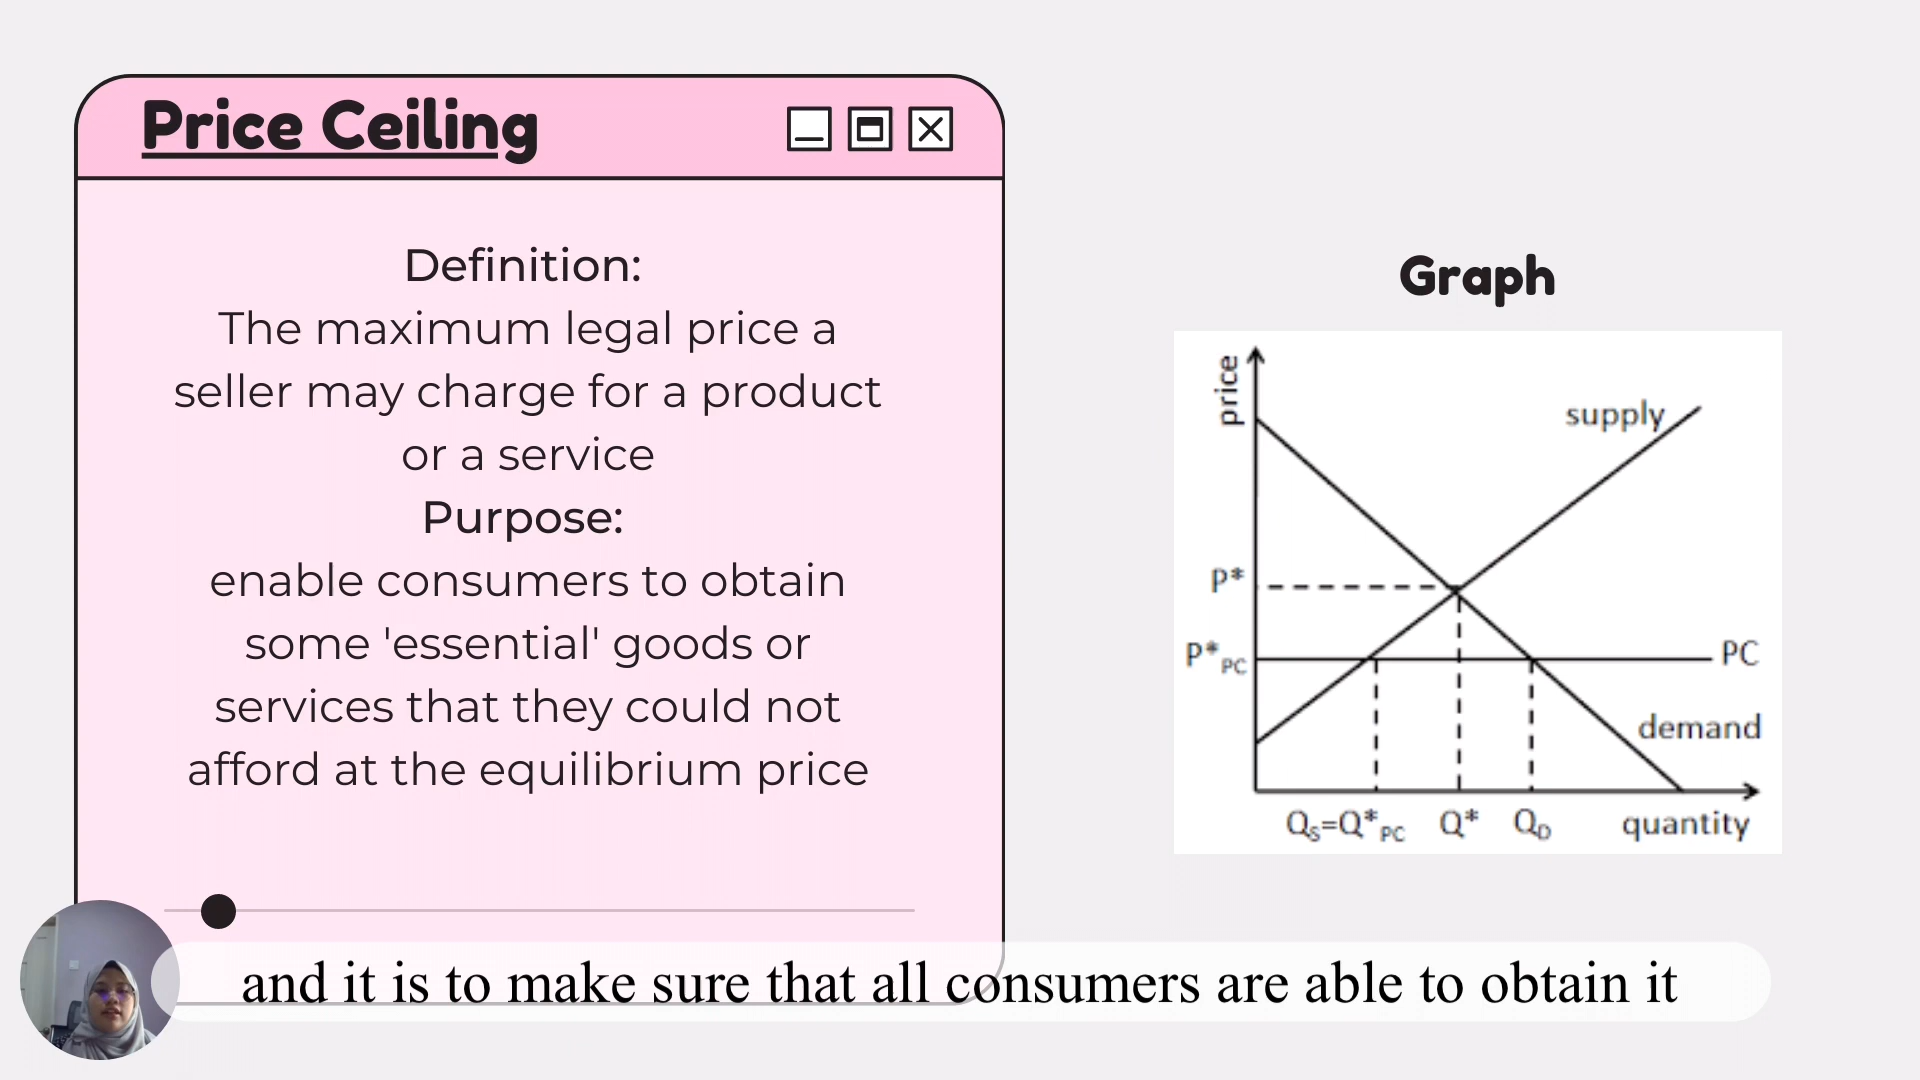 Price Ceiling
Definition:
The maximum legal price a
seller may charge for a product
or a service
Purpose:
enable consumers to obtain
some 'essential' goods or
services that they could not
afford at the equilibrium price
Graph
price
supply
P*
P*PC
PC
demand
QS=Q*PC Q* QD quantity
and it is to make sure that all consumers are able to obtain it